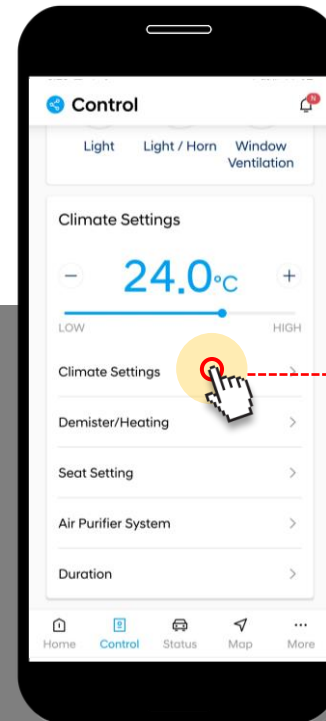 Control
N
Light Light / Horn Window
Ventilation
Climate Settings
− 24.0°C +
LOW HIGH
Climate Settings
Demister/Heating
Seat Setting
Air Purifier System
Duration
Home Control Status Map More